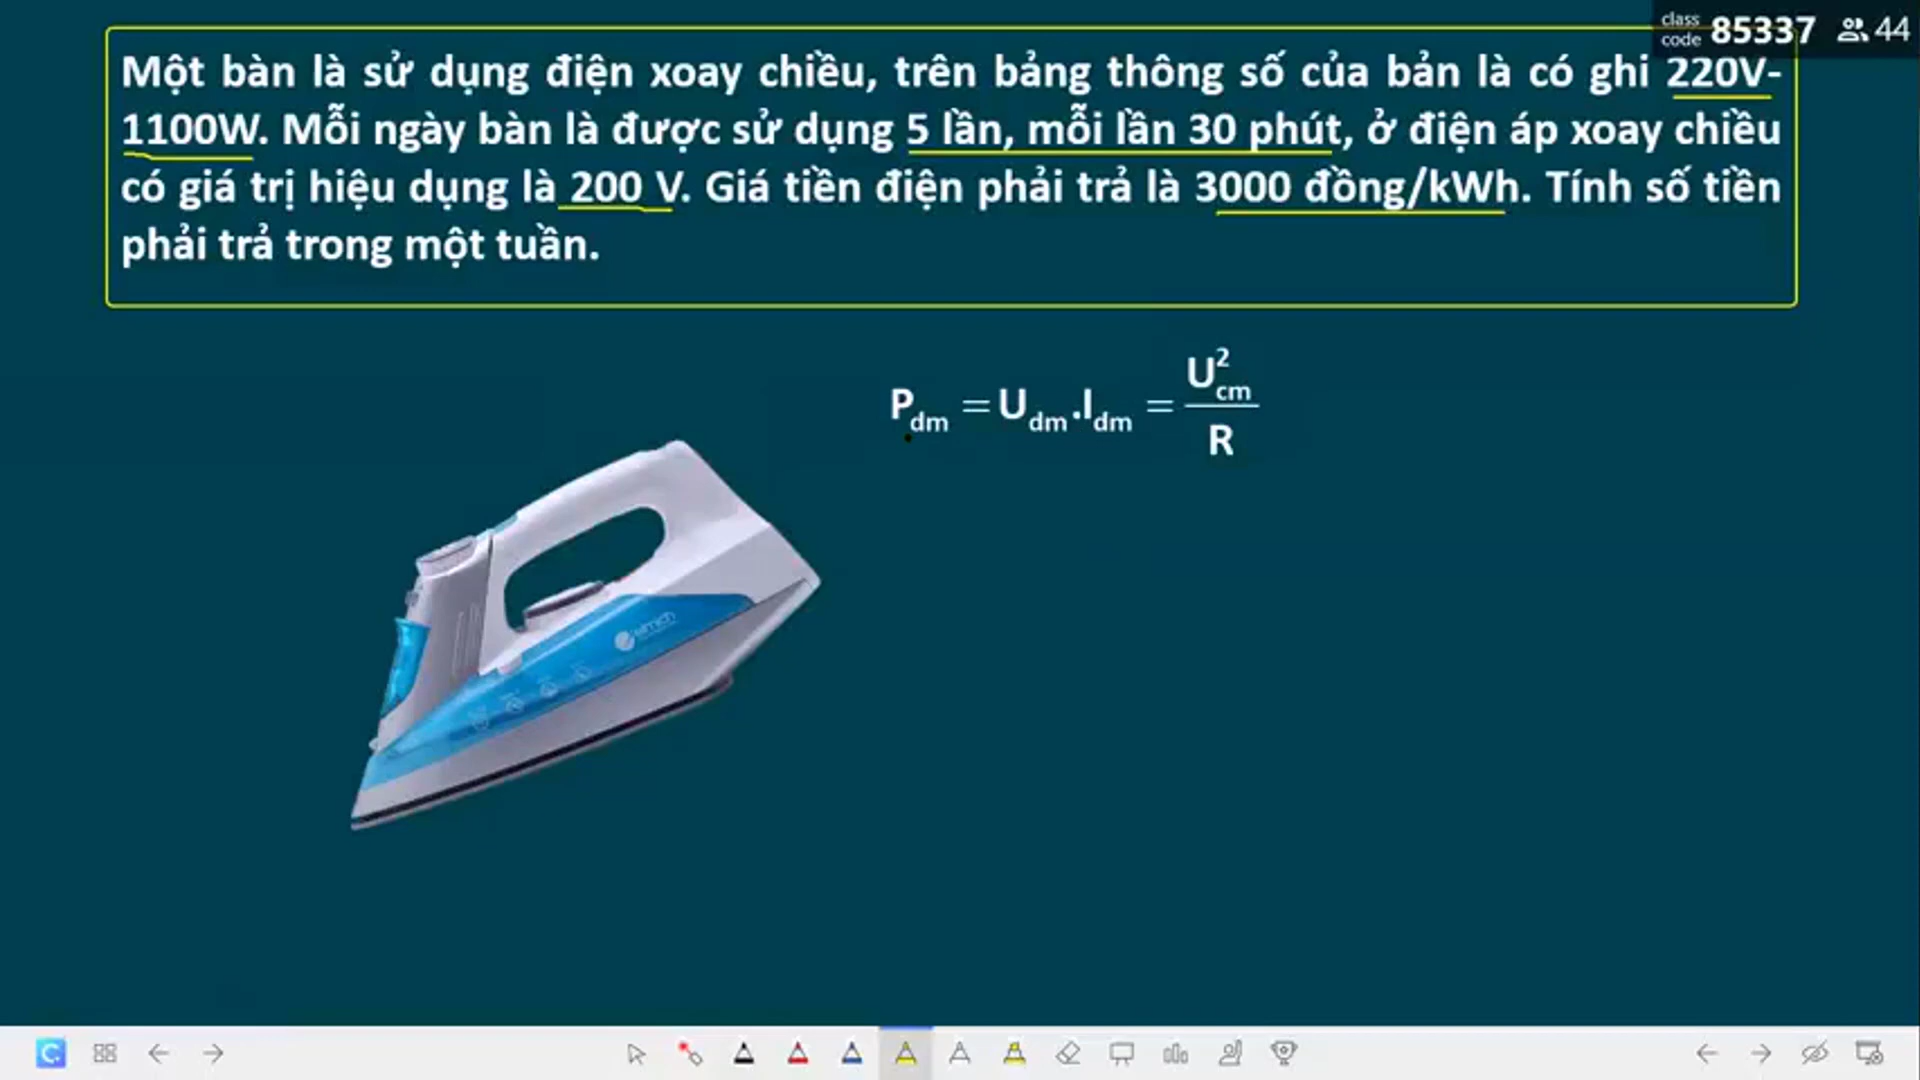 class code 85337 44
Một bàn là sử dụng điện xoay chiều, trên bảng thông số của bản là có ghi 220V-
1100W. Mỗi ngày bàn là được sử dụng 5 lần, mỗi lần 30 phút, ở điện áp xoay chiều
có giá trị hiệu dụng là 200 V. Giá tiền điện phải trả là 3000 đồng/kWh. Tính số tiền
phải trả trong một tuần.
P_dm = U_dm.I_dm = U²_cm / R
elmich